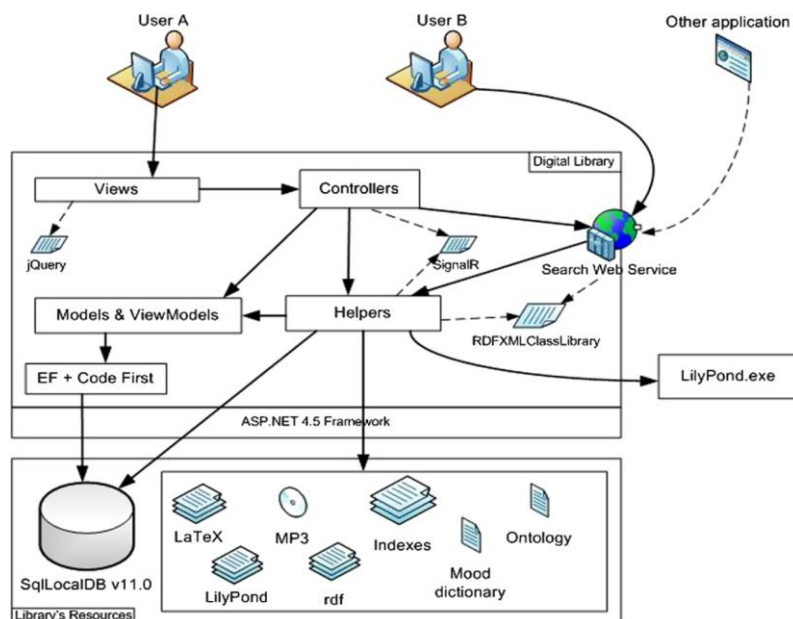 User A
User B
Other application
Digital Library
Views
Controllers
jQuery
SignalR
Search Web Service
Models & ViewModels
Helpers
RDFXMLClassLibrary
EF + Code First
LilyPond.exe
ASP.NET 4.5 Framework
LaTeX
MP3
Indexes
Ontology
SqlLocalDB v11.0
LilyPond
rdf
Mood
dictionary
Library's Resources